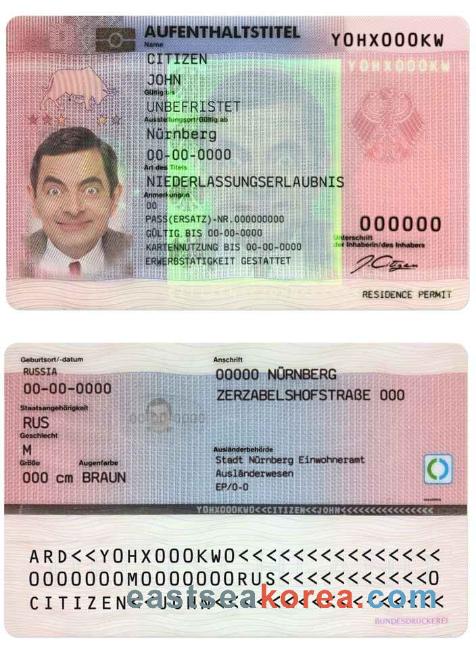 AUFENTHALTSTITEL
YOHX000KW
Name
CITIZEN
YOHX000KW
JOHN
Gültig bis
UNBEFRISTET
Ausstellungsort/Gültig ab
Nürnberg
00-00-0000
Art des Titels
NIEDERLASSUNGSERLAUBNIS
Anmerkungen
00
PASS(ERSATZ)-NR.000000000
GÜLTIG BIS 00-00-0000
KARTENNUTZUNG BIS 00-00-0000
ERWERBSTÄTIGKEIT GESTATTET
000000
Unterschrift
der Inhaberin/des Inhabers
J.Citizen
RESIDENCE PERMIT
Geburtsort/-datum
RUSSIA
00-00-0000
Staatsangehörigkeit
RUS
Geschlecht
M
Größe Augenfarbe
000 cm BRAUN
Anschrift
00000 NÜRNBERG
ZERZABELSHOFSTRAßE 000
Ausländerbehörde
Stadt Nürnberg Einwohneramt
Ausländerwesen
EP/0-0
YOHX000KW<<CITIZEN<<JOHN<<<<<<<<<<<<<<<<
ARD<<YOHX000KW0<<<<<<<<<<<<<<<
0000000M0000000RUS<<<<<<<<<<<0
CITIZEN<<JOHN<<<<<<<<<<<<<<<<<
eastseakorea.com
BUNDESDRUCKEREI